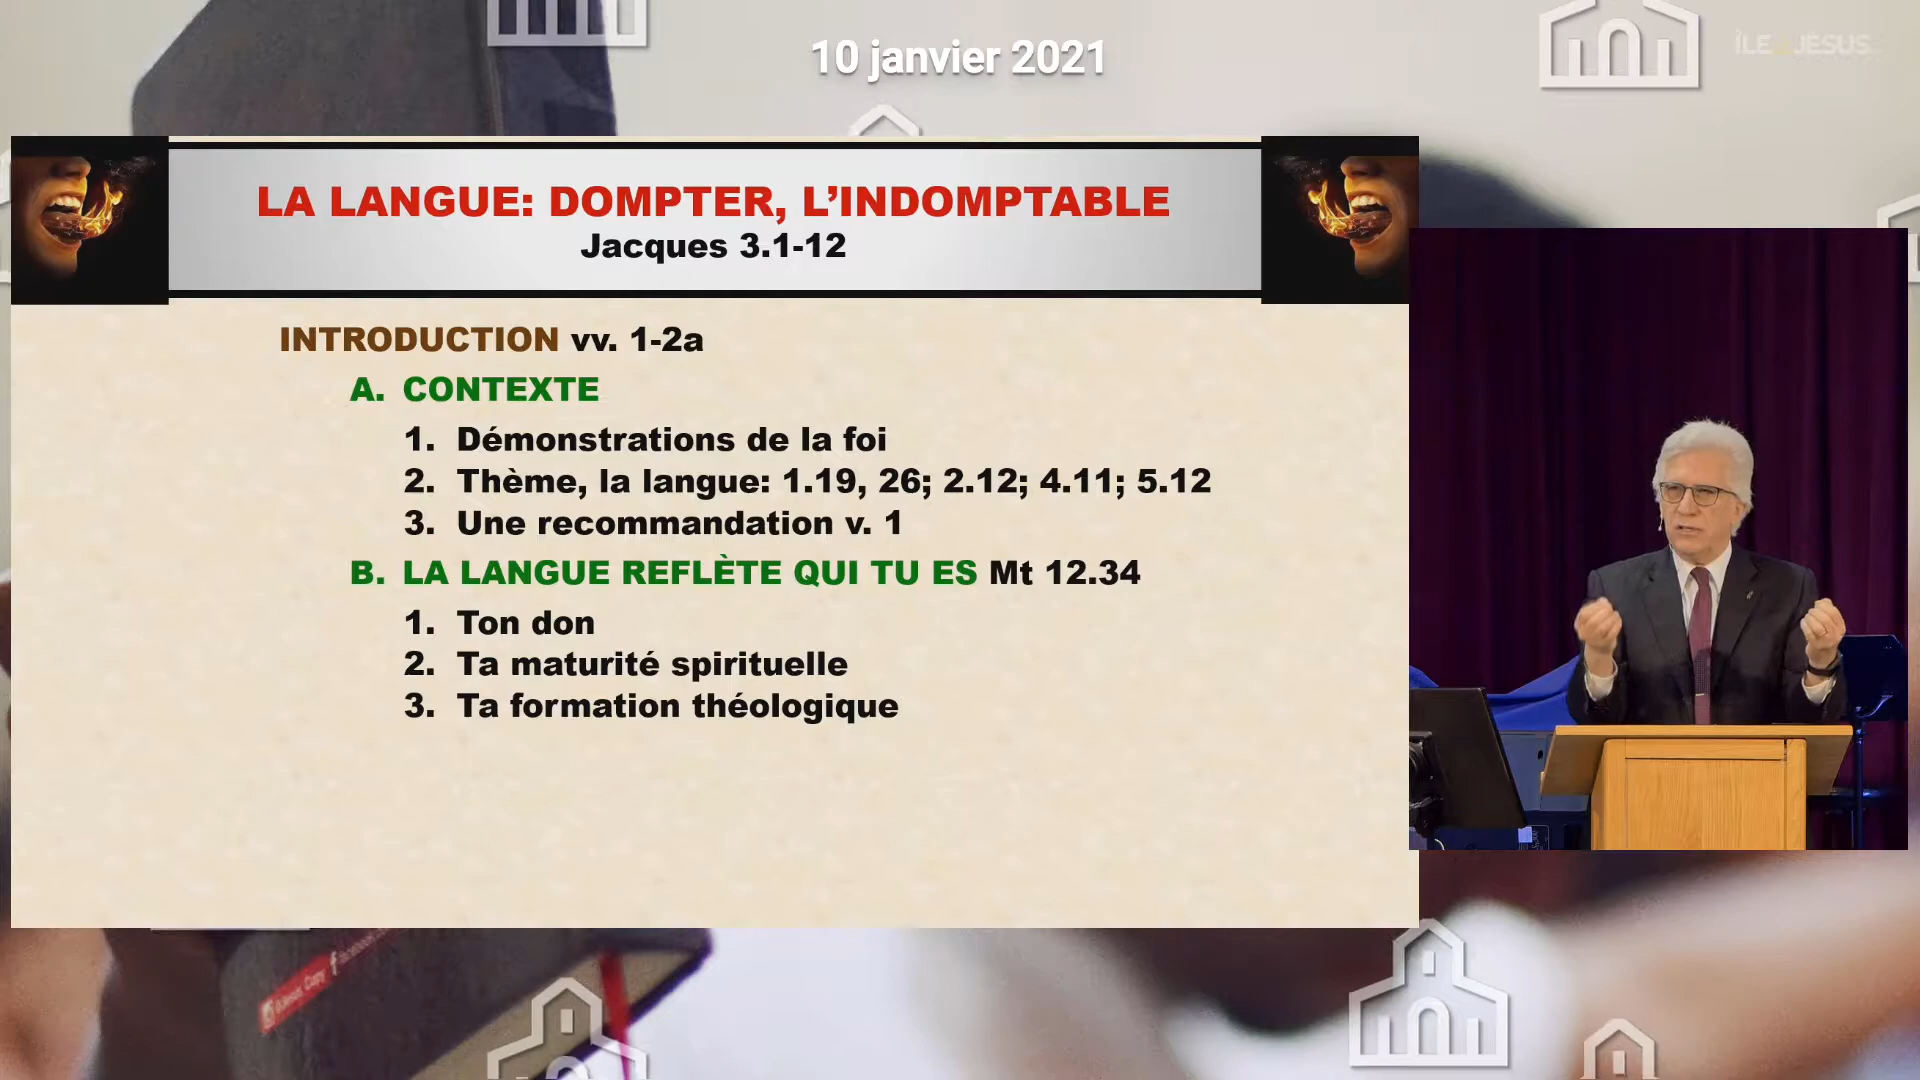 10 janvier 2021
ÎLE JÉSUS
LA LANGUE: DOMPTER, L’INDOMPTABLE
Jacques 3.1-12
INTRODUCTION vv. 1-2a
A. CONTEXTE
1. Démonstrations de la foi
2. Thème, la langue: 1.19, 26; 2.12; 4.11; 5.12
3. Une recommandation v. 1
B. LA LANGUE REFLÈTE QUI TU ES Mt 12.34
1. Ton don
2. Ta maturité spirituelle
3. Ta formation théologique